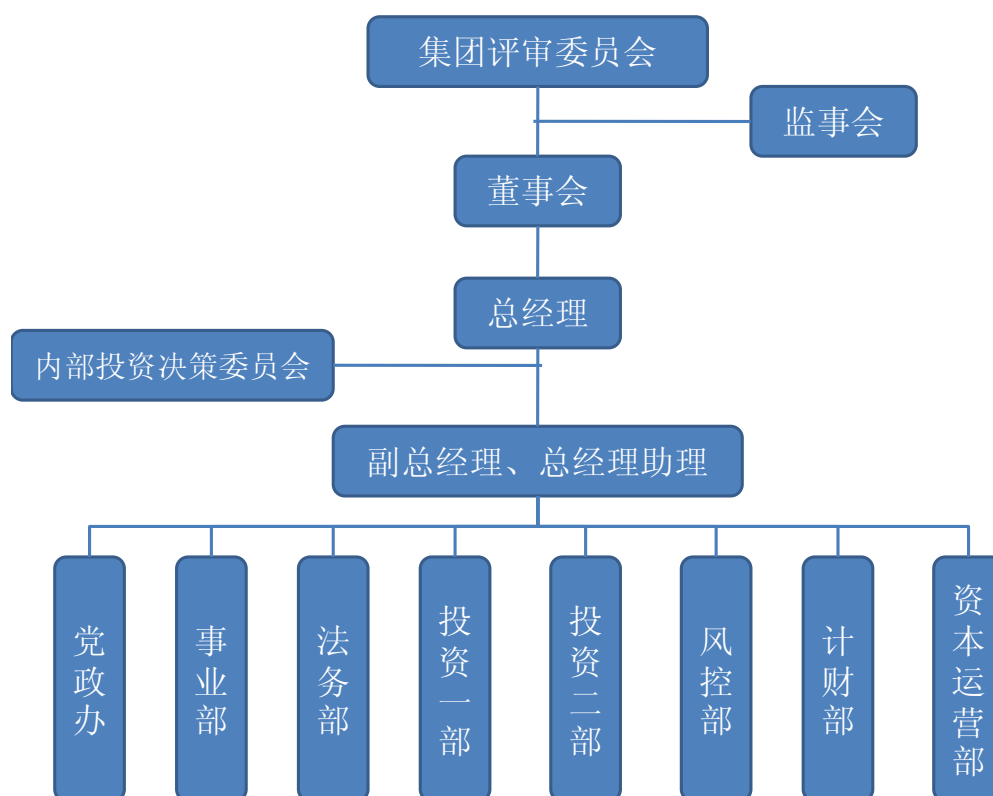 集团评审委员会
监事会
董事会
总经理
内部投资决策委员会
副总经理、总经理助理
党政办
事业部
法务部
投资一部
投资二部
风控部
计财部
资本运营部